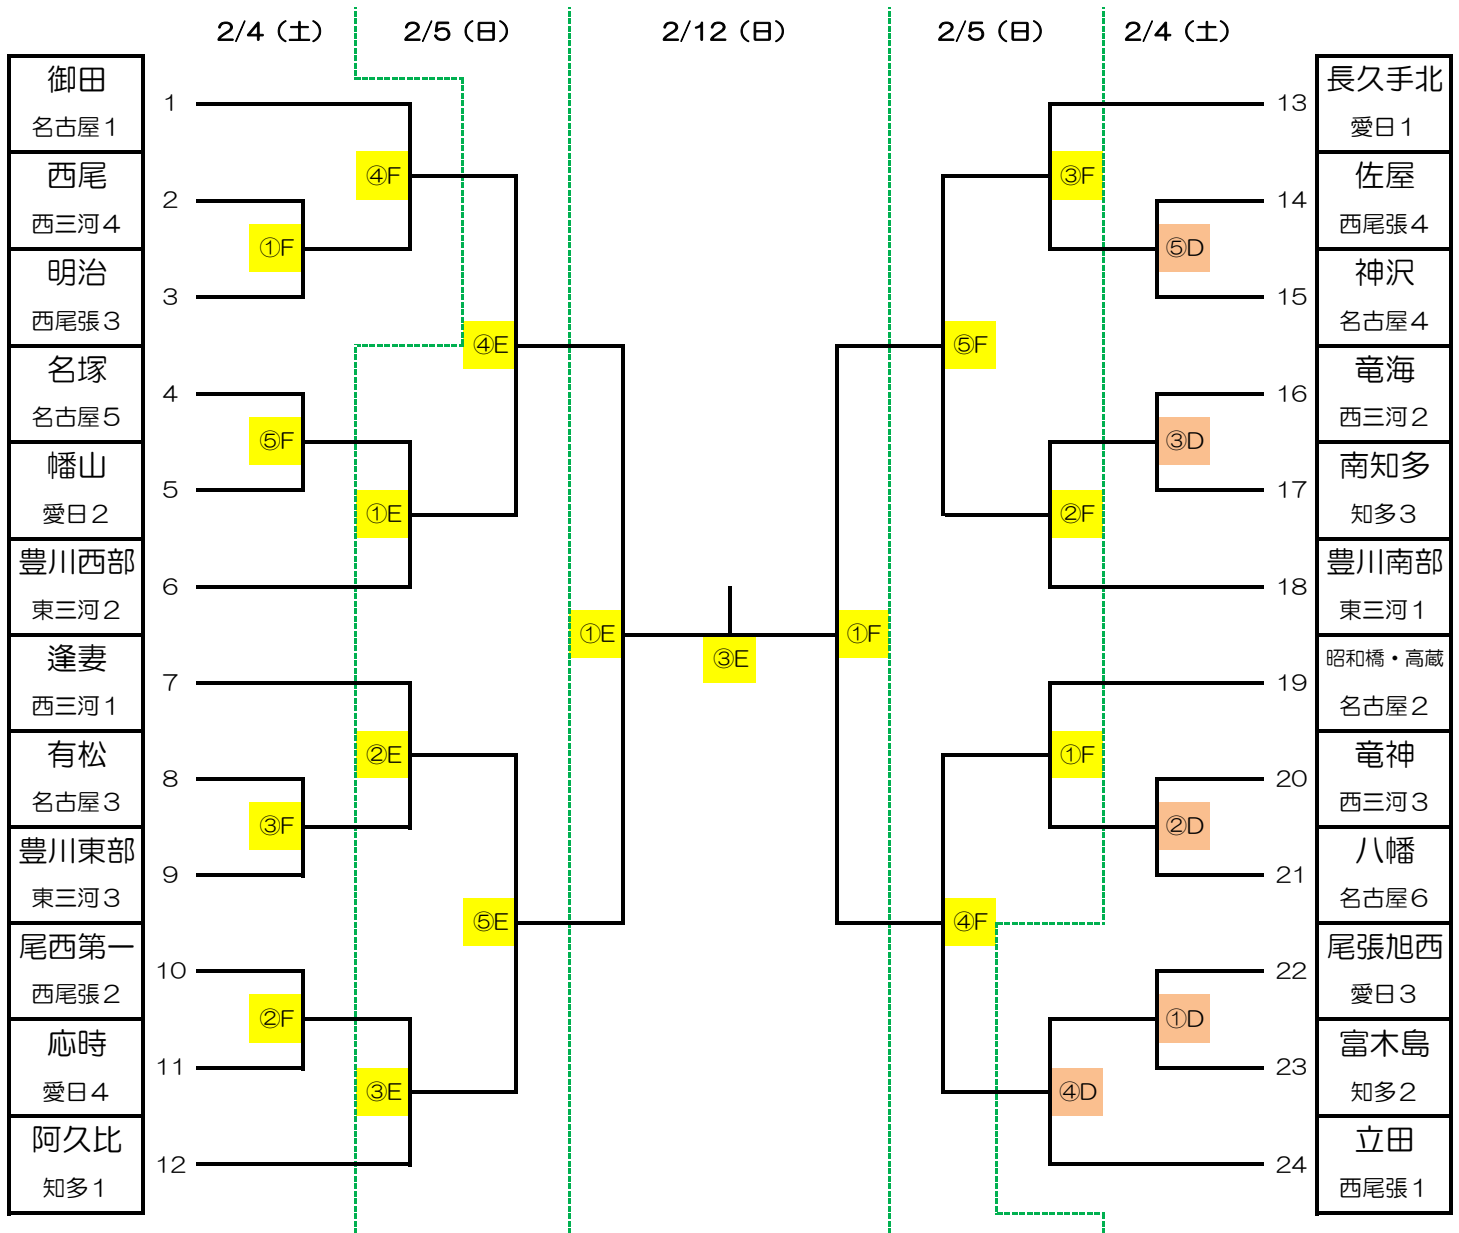 2/4（土） 2/5（日） 2/12（日） 2/5（日） 2/4（土）
御田
名古屋１
1
西尾
西三河４
2
明治
西尾張３
3
名塚
名古屋５
4
幡山
愛日２
5
豊川西部
東三河２
6
逢妻
西三河１
7
有松
名古屋３
8
豊川東部
東三河３
9
尾西第一
西尾張２
10
応時
愛日４
11
阿久比
知多１
12
④F
①F
⑤F
①E
②E
③F
②F
③E
④E
⑤E
①E
③E
①F
⑤F
④F
③F
⑤D
③D
②F
①F
②D
①D
④D
13
長久手北
愛日１
14
佐屋
西尾張４
15
神沢
名古屋４
16
竜海
西三河２
17
南知多
知多３
18
豊川南部
東三河１
19
昭和橋・高蔵
名古屋２
20
竜神
西三河３
21
八幡
名古屋６
22
尾張旭西
愛日３
23
富木島
知多２
24
立田
西尾張１